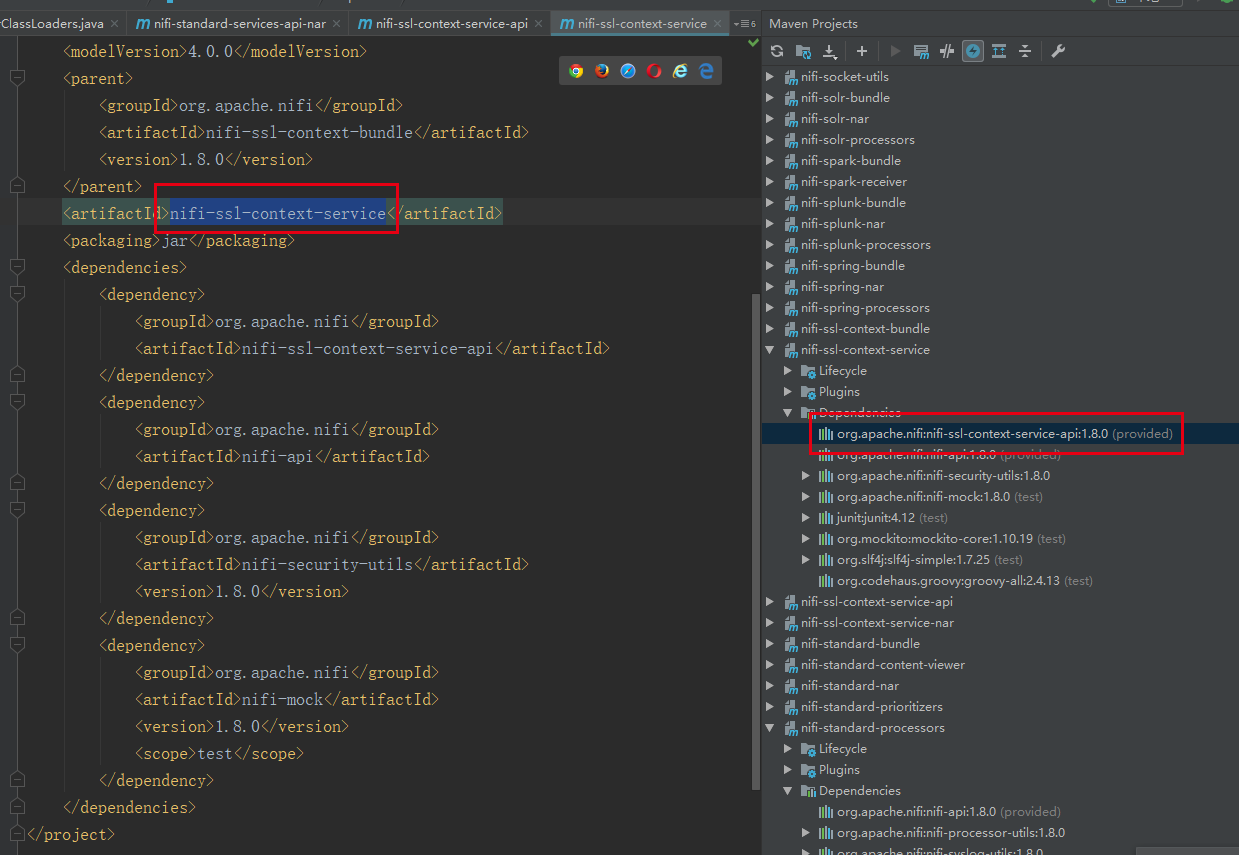 ClassLoaders.java
nifi-standard-services-api-nar
nifi-ssl-context-service-api
nifi-ssl-context-service
6
<modelVersion>4.0.0</modelVersion>
<parent>
<groupId>org.apache.nifi</groupId>
<artifactId>nifi-ssl-context-bundle</artifactId>
<version>1.8.0</version>
</parent>
<artifactId>nifi-ssl-context-service</artifactId>
<packaging>jar</packaging>
<dependencies>
<dependency>
<groupId>org.apache.nifi</groupId>
<artifactId>nifi-ssl-context-service-api</artifactId>
</dependency>
<dependency>
<groupId>org.apache.nifi</groupId>
<artifactId>nifi-api</artifactId>
</dependency>
<dependency>
<groupId>org.apache.nifi</groupId>
<artifactId>nifi-security-utils</artifactId>
<version>1.8.0</version>
</dependency>
<dependency>
<groupId>org.apache.nifi</groupId>
<artifactId>nifi-mock</artifactId>
<version>1.8.0</version>
<scope>test</scope>
</dependency>
</dependencies>
</project>
Maven Projects
nifi-socket-utils
nifi-solr-bundle
nifi-solr-nar
nifi-solr-processors
nifi-spark-bundle
nifi-spark-receiver
nifi-splunk-bundle
nifi-splunk-nar
nifi-splunk-processors
nifi-spring-bundle
nifi-spring-nar
nifi-spring-processors
nifi-ssl-context-bundle
nifi-ssl-context-service
Lifecycle
Plugins
Dependencies
org.apache.nifi:nifi-ssl-context-service-api:1.8.0 (provided)
org.apache.nifi:nifi-api:1.8.0 (provided)
org.apache.nifi:nifi-security-utils:1.8.0
org.apache.nifi:nifi-mock:1.8.0 (test)
junit:junit:4.12 (test)
org.mockito:mockito-core:1.10.19 (test)
org.slf4j:slf4j-simple:1.7.25 (test)
org.codehaus.groovy:groovy-all:2.4.13 (test)
nifi-ssl-context-service-api
nifi-ssl-context-service-nar
nifi-standard-bundle
nifi-standard-content-viewer
nifi-standard-nar
nifi-standard-prioritizers
nifi-standard-processors
Lifecycle
Plugins
Dependencies
org.apache.nifi:nifi-api:1.8.0 (provided)
org.apache.nifi:nifi-processor-utils:1.8.0
org.apache.nifi:nifi-syslog-utils:1.8.0